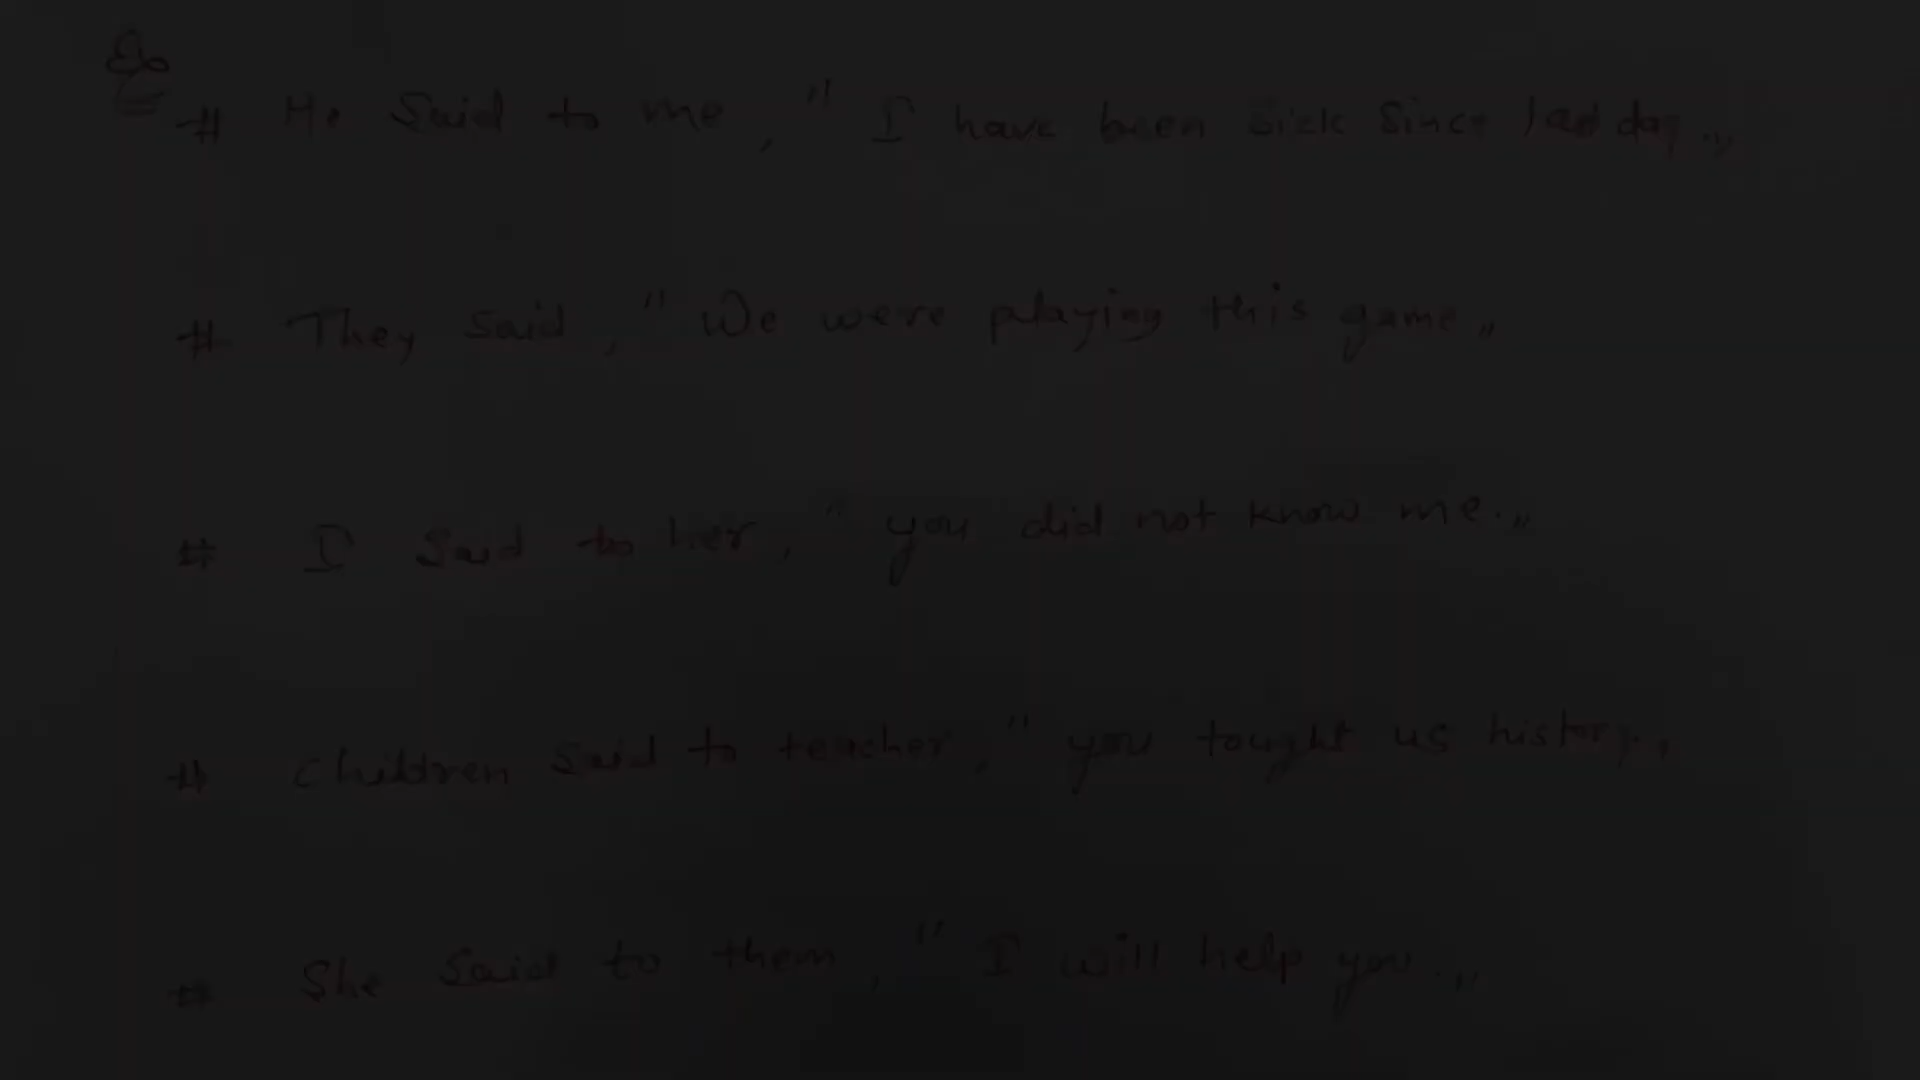 # He Said to me, " I have been Sick Since last day.,,
# They Said, " We were playing this game,,
# I Said to her, " you did not know me.,,
# Children Said to teacher, " you tought us history.,
# She Said to them, " I will help you.,,